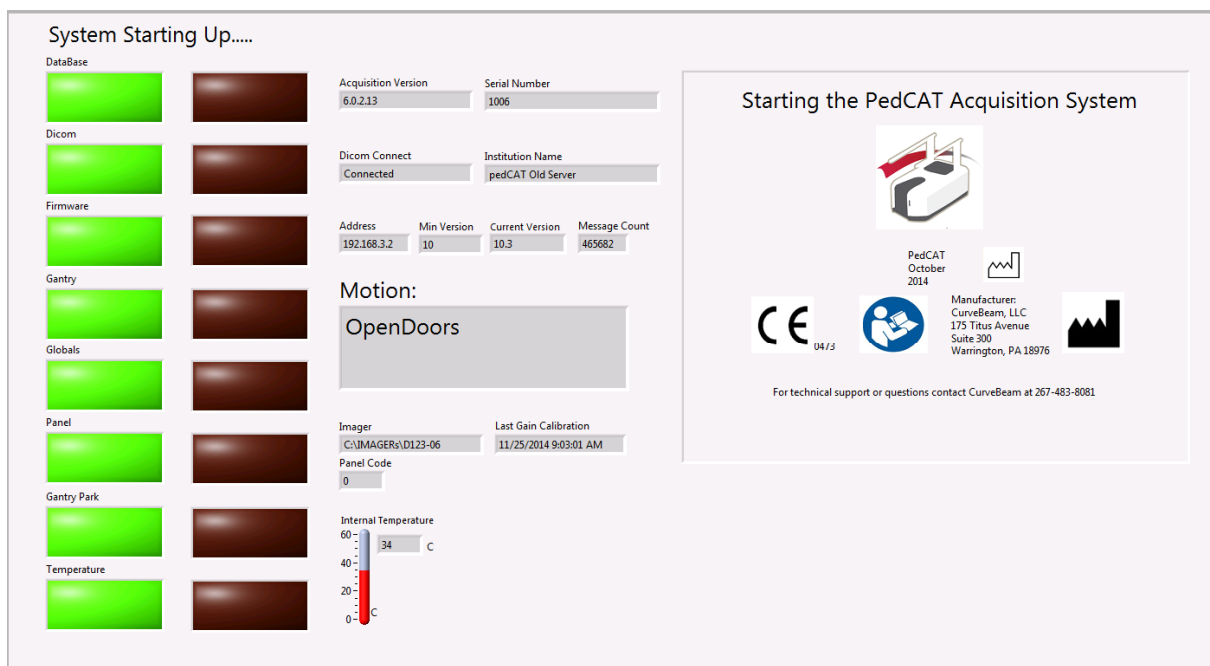 System Starting Up.....
DataBase
Dicom
Firmware
Gantry
Globals
Panel
Gantry Park
Temperature
Acquisition Version
6.0.2.13
Serial Number
1006
Dicom Connect
Connected
Institution Name
pedCAT Old Server
Address
192.168.3.2
Min Version
10
Current Version
10.3
Message Count
465682
Motion:
OpenDoors
Imager
C:\IMAGERs\D123-06
Last Gain Calibration
11/25/2014 9:03:01 AM
Panel Code
0
Internal Temperature
60
40
20
0
34
C
C
Starting the PedCAT Acquisition System
PedCAT
October
2014
CE
0473
Manufacturer:
CurveBeam, LLC
175 Titus Avenue
Suite 300
Warrington, PA 18976
For technical support or questions contact CurveBeam at 267-483-8081